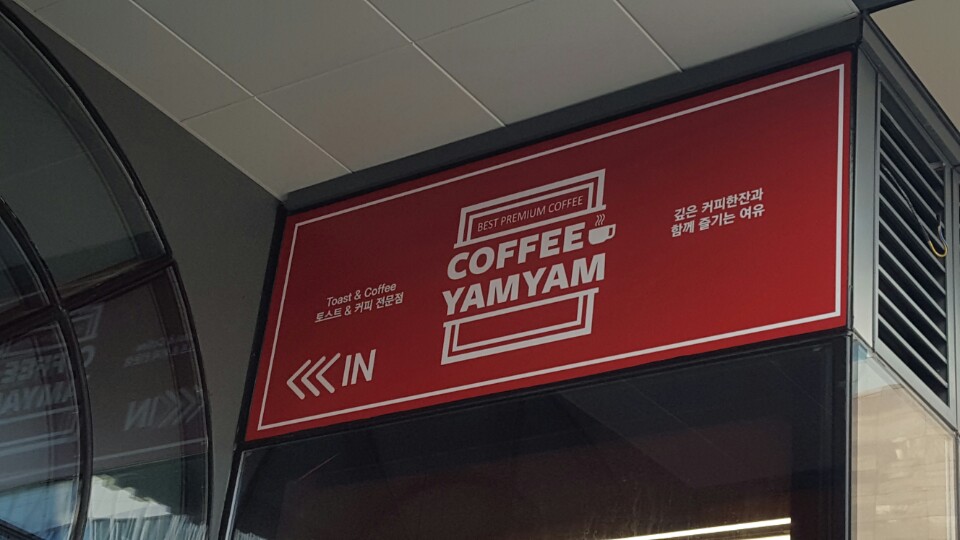 BEST PREMIUM COFFEE
COFFEE
YAMYAM
Toast & Coffee
토스트 & 커피 전문점
IN
깊은 커피한잔과
함께 즐기는 여유